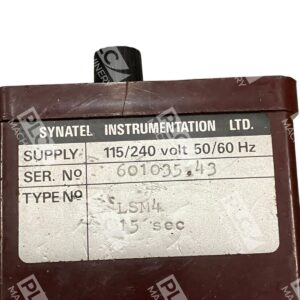 SYNATEL INSTRUMENTATION LTD.
SUPPLY 115/240 volt 50/60 Hz
SER. Nº 601035.43
TYPE Nº LSM4
15 sec